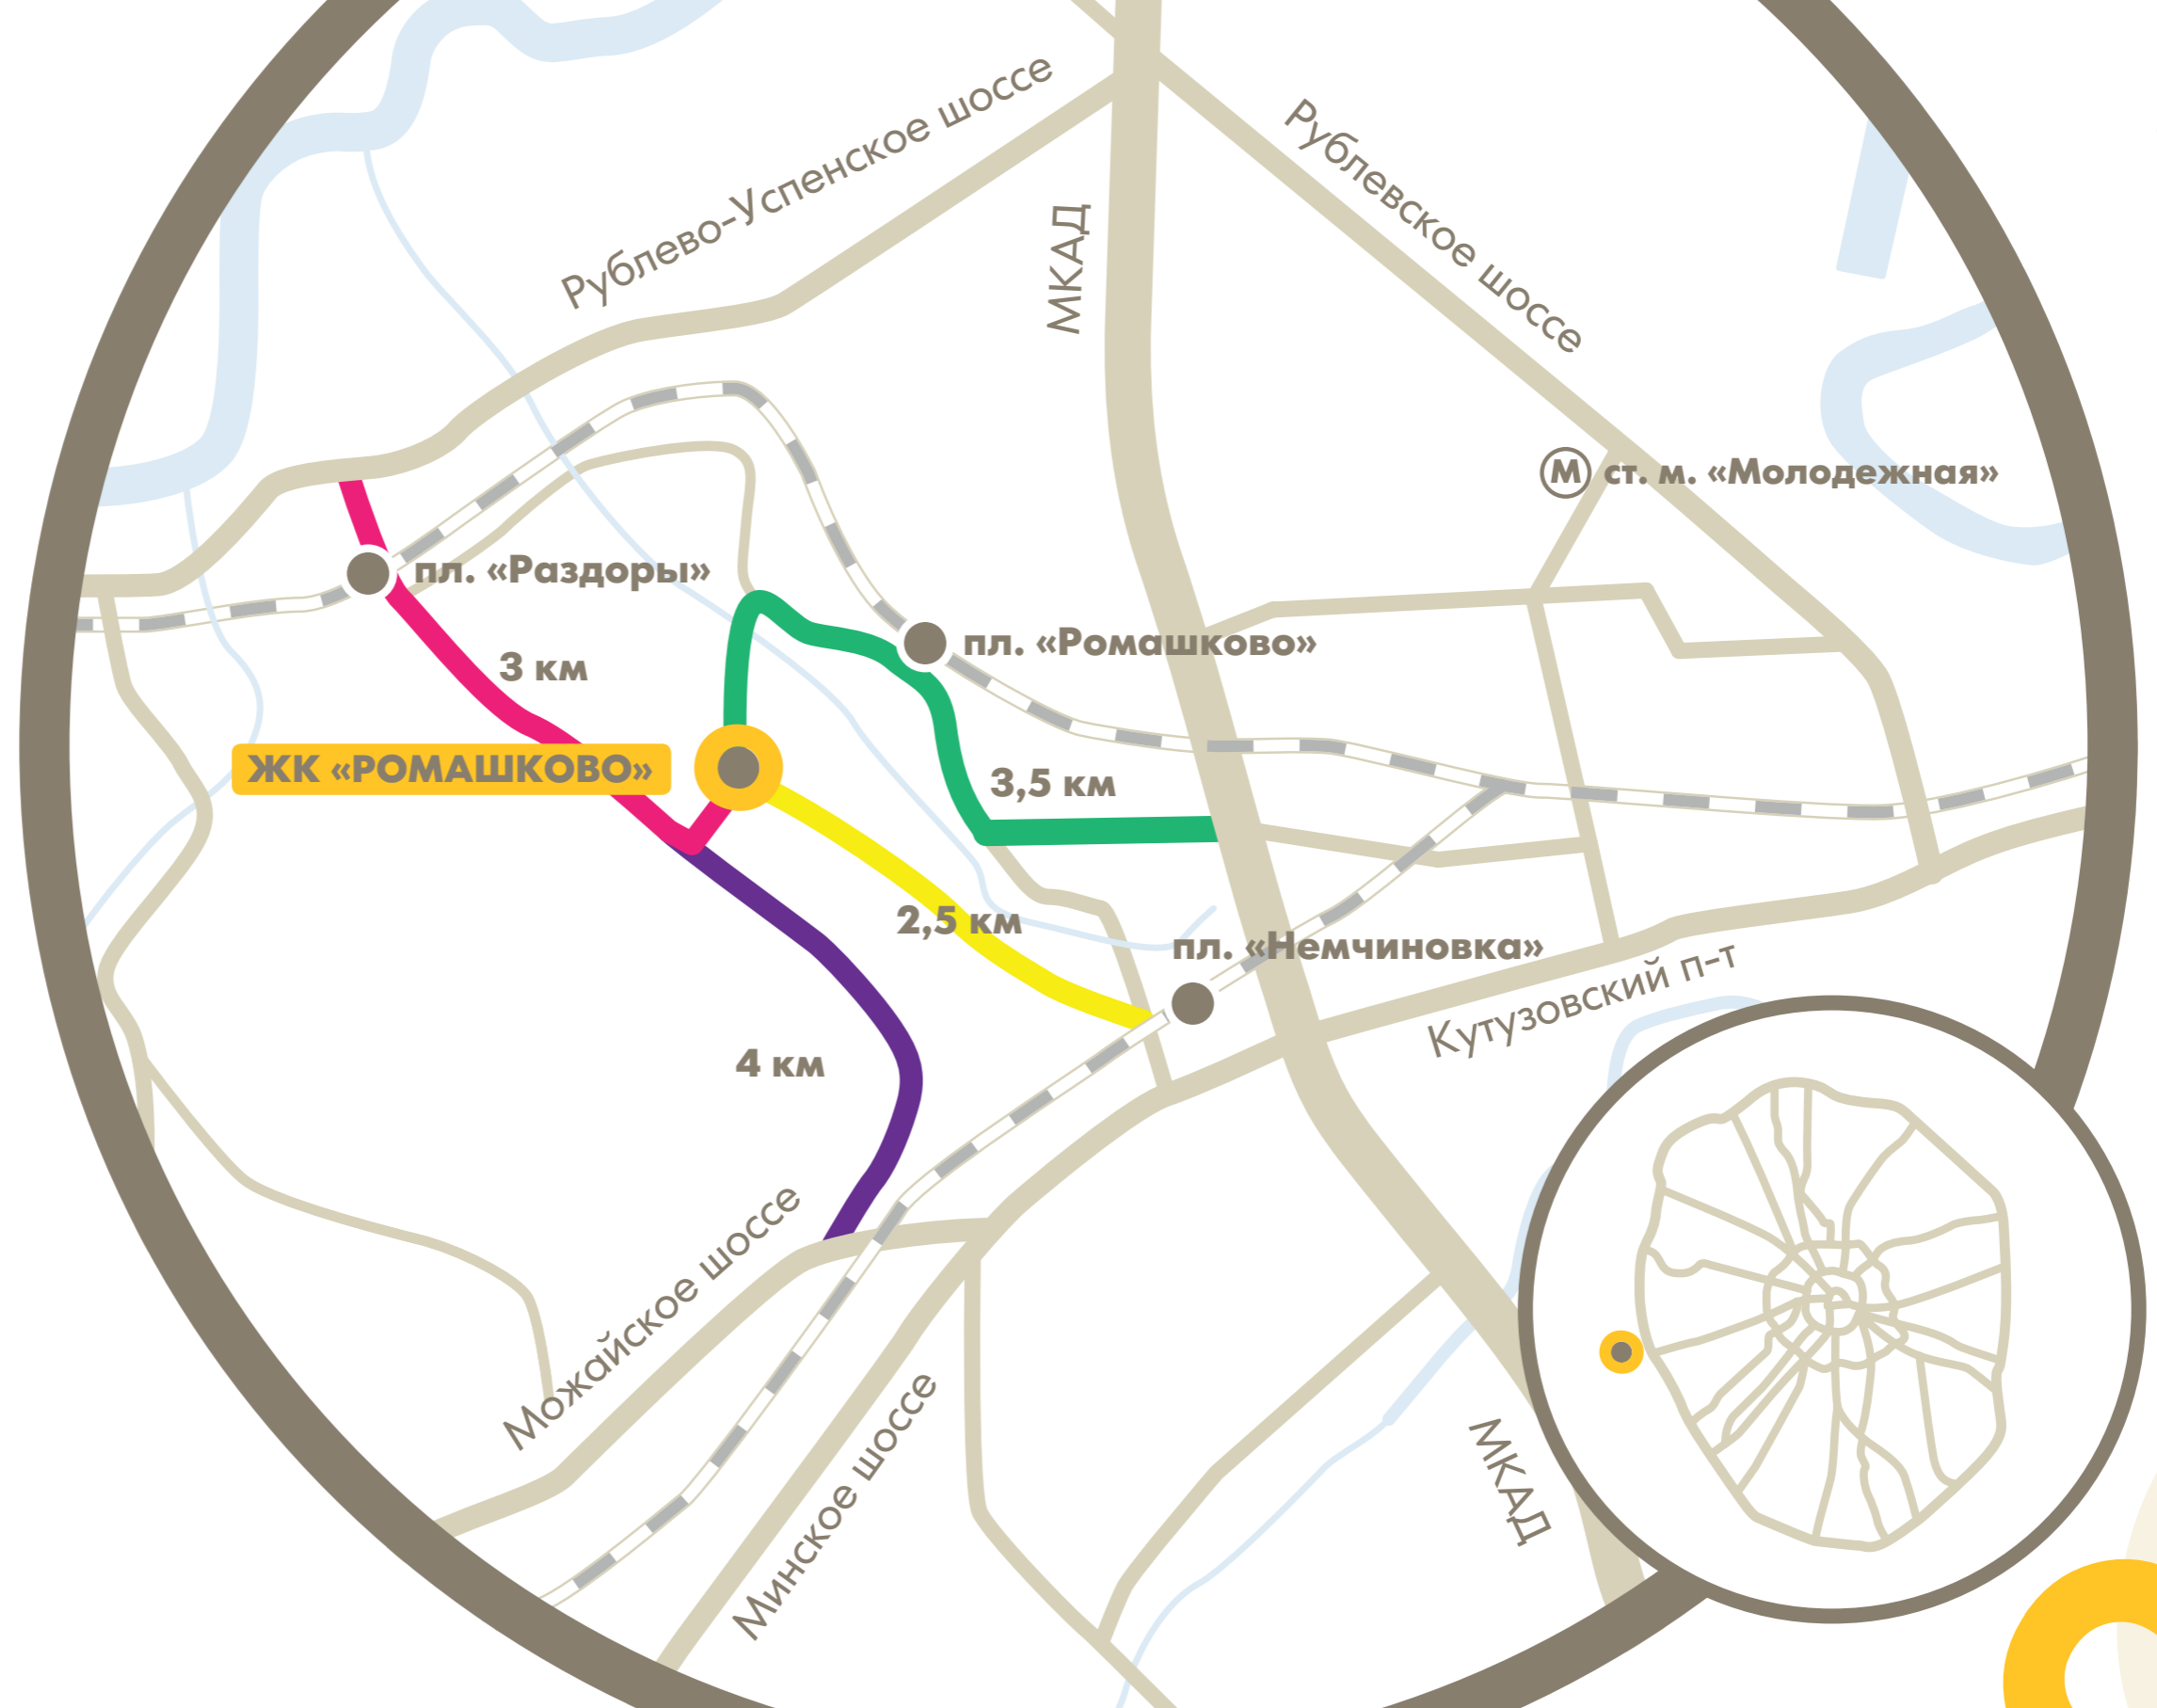 Рублево-Успенское шоссе
Рублевское шоссе
МКАД
М
ст. м. «Молодежная»
пл. «Раздоры»
пл. «Ромашково»
3 км
ЖК «РОМАШКОВО»
3,5 км
2,5 км
пл. «Немчиновка»
Кутузовский п-т
4 км
Можайское шоссе
Минское шоссе
МКАД